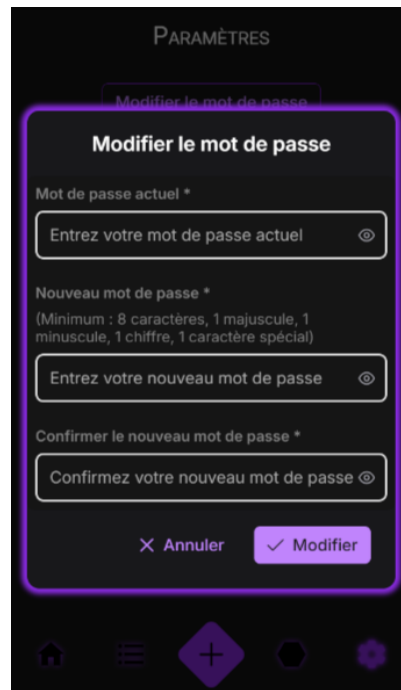 PARAMÈTRES
Modifier le mot de passe
Modifier le mot de passe
Mot de passe actuel *
Entrez votre mot de passe actuel
Nouveau mot de passe *
(Minimum : 8 caractères, 1 majuscule, 1
minuscule, 1 chiffre, 1 caractère spécial)
Entrez votre nouveau mot de passe
Confirmer le nouveau mot de passe *
Confirmez votre nouveau mot de passe
Annuler
Modifier